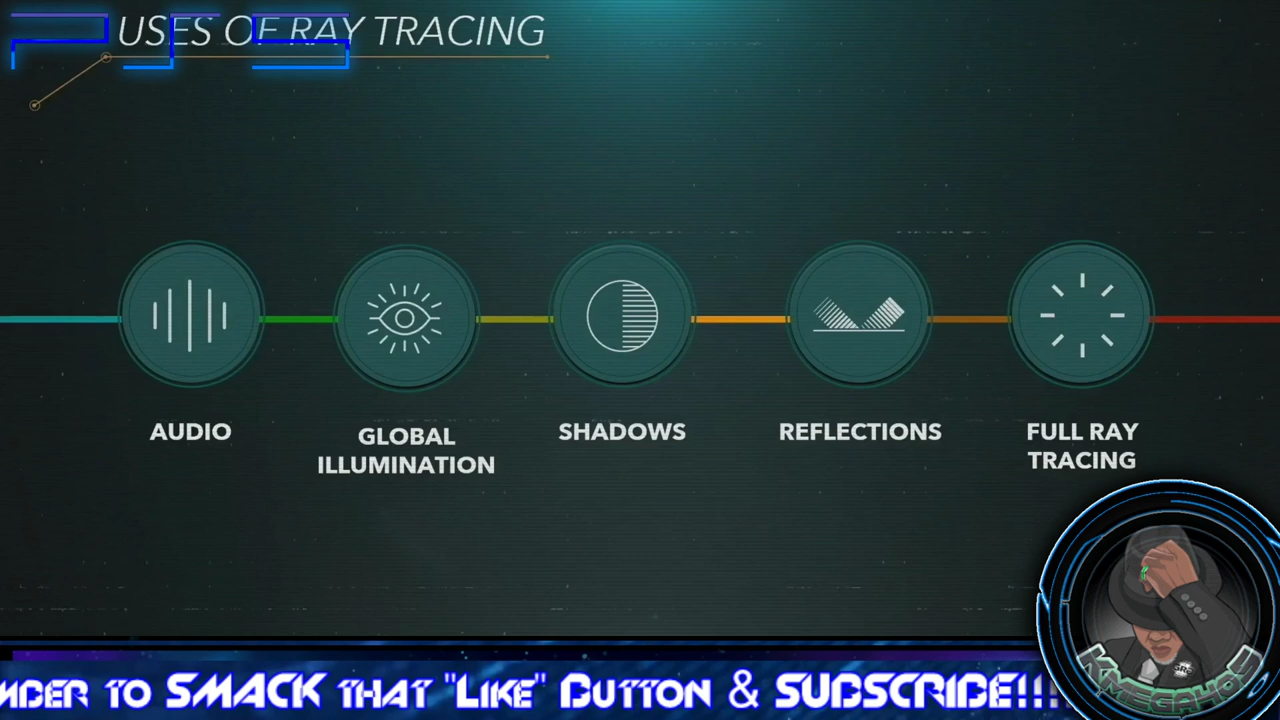 USES OF RAY TRACING
AUDIO
GLOBAL
ILLUMINATION
SHADOWS
REFLECTIONS
FULL RAY
TRACING
TO SMACK THAT "LIKE" BUTTON & SUBSCRIBE!!!!